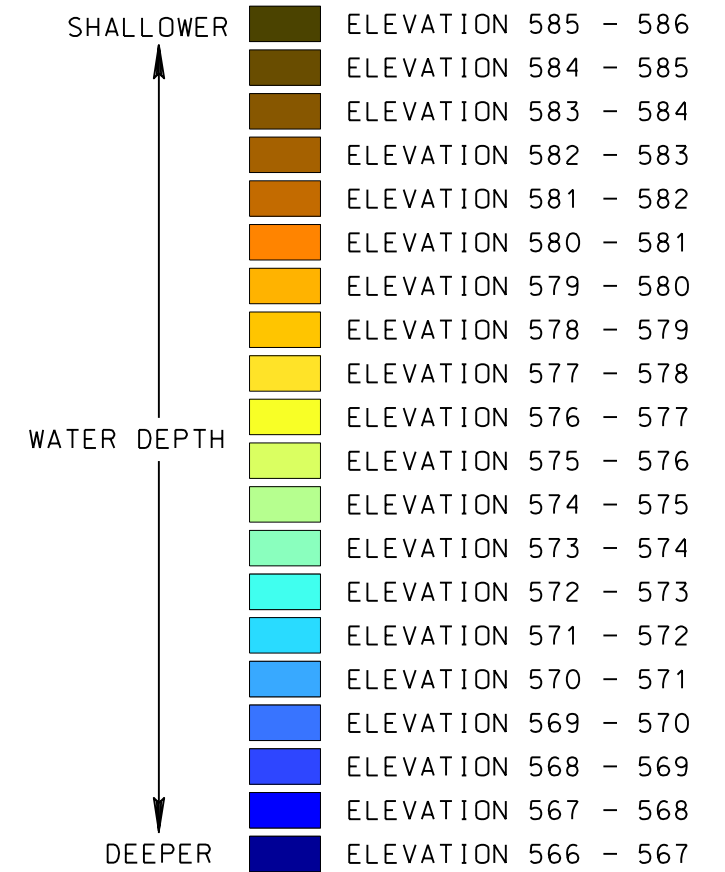 SHALLOWER
ELEVATION 585 - 586
ELEVATION 584 - 585
ELEVATION 583 - 584
ELEVATION 582 - 583
ELEVATION 581 - 582
ELEVATION 580 - 581
ELEVATION 579 - 580
ELEVATION 578 - 579
ELEVATION 577 - 578
ELEVATION 576 - 577
WATER DEPTH
ELEVATION 575 - 576
ELEVATION 574 - 575
ELEVATION 573 - 574
ELEVATION 572 - 573
ELEVATION 571 - 572
ELEVATION 570 - 571
ELEVATION 569 - 570
ELEVATION 568 - 569
ELEVATION 567 - 568
DEEPER
ELEVATION 566 - 567